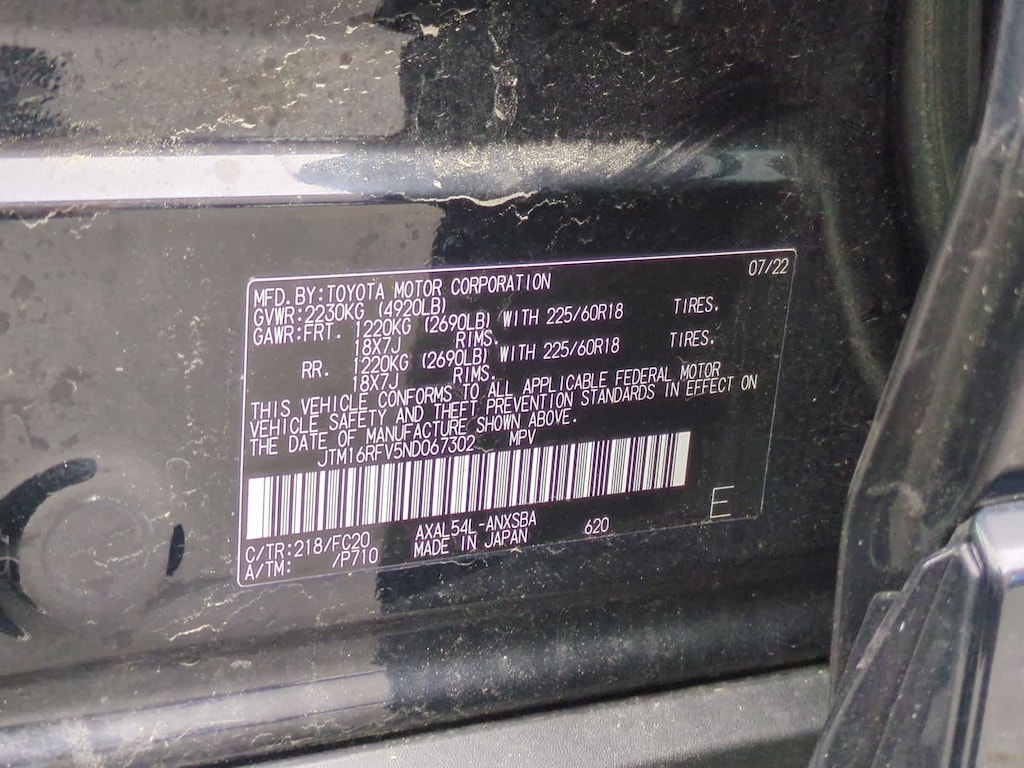 07/22
MFD.BY:TOYOTA MOTOR CORPORATION
GVWR:2230KG (4920LB)
GAWR:FRT. 1220KG (2690LB) WITH 225/60R18 TIRES.
18X7J RIMS.
RR. 1220KG (2690LB) WITH 225/60R18 TIRES.
18X7J RIMS.
THIS VEHICLE CONFORMS TO ALL APPLICABLE FEDERAL MOTOR
VEHICLE SAFETY AND THEFT PREVENTION STANDARDS IN EFFECT ON
THE DATE OF MANUFACTURE SHOWN ABOVE.
JTM16RFV5ND067302 MPV
E
AXAL54L-ANXSBA 620
C/TR:218/FC20 MADE IN JAPAN
A/TM: /P710